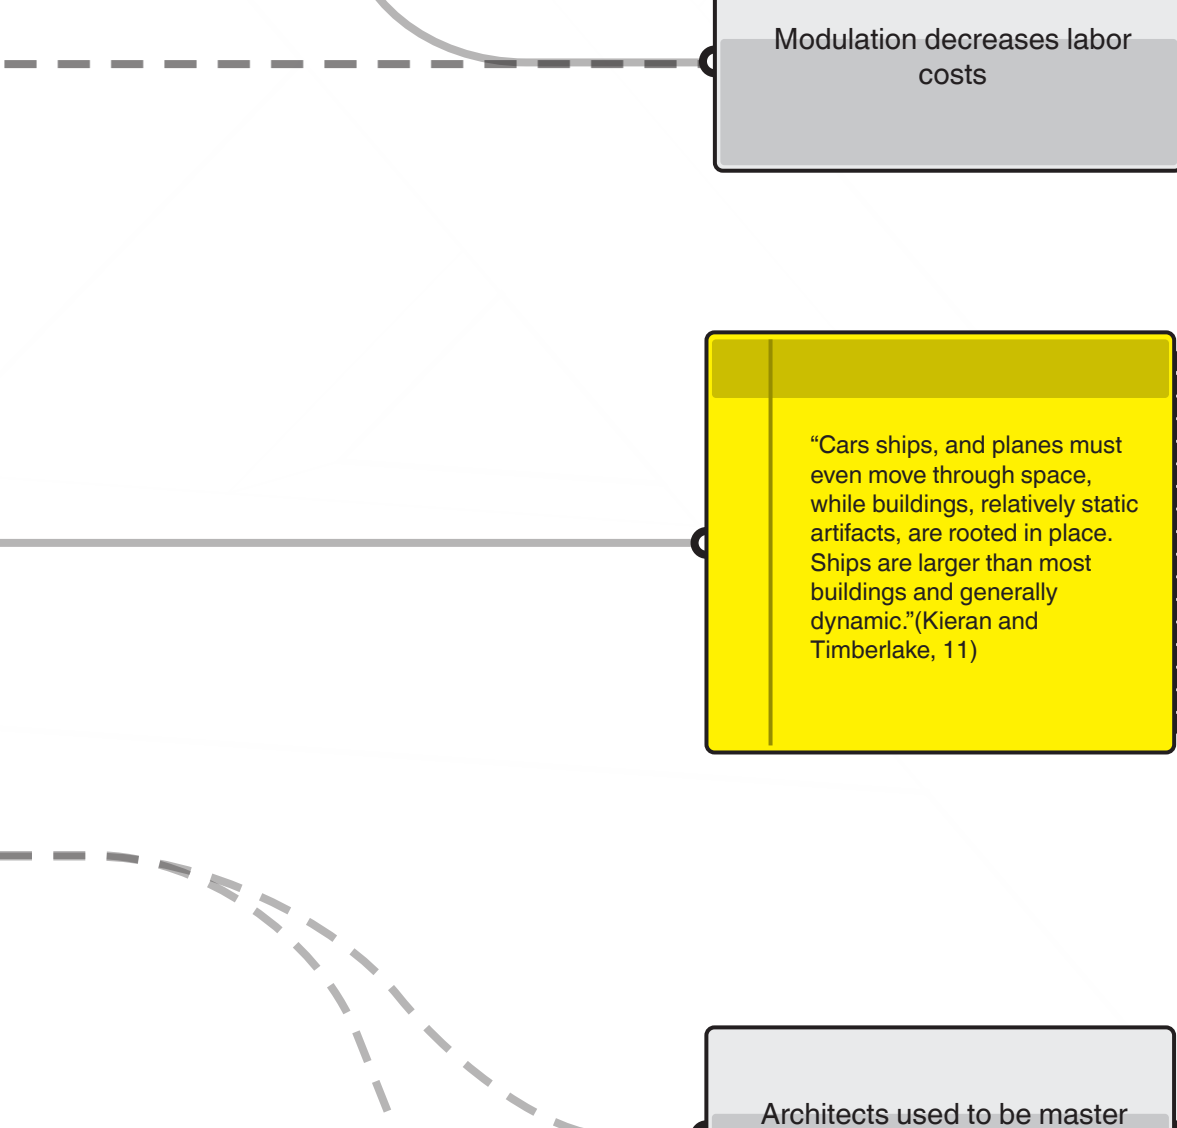 Modulation decreases labor
costs
“Cars ships, and planes must
even move through space,
while buildings, relatively static
artifacts, are rooted in place.
Ships are larger than most
buildings and generally
dynamic.”(Kieran and
Timberlake, 11)
Architects used to be master